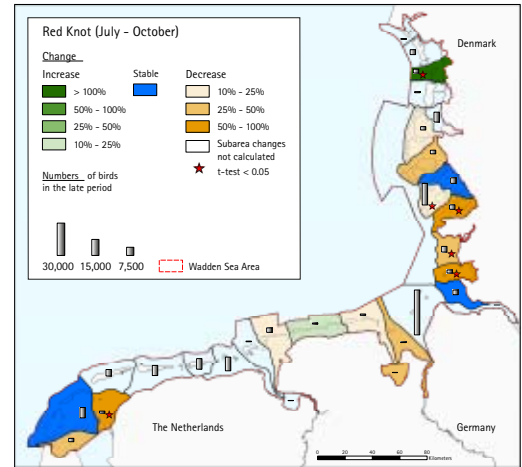 Red Knot (July - October)
Denmark
Change
Increase
Stable
Decrease
> 100%
10% - 25%
50% - 100%
25% - 50%
25% - 50%
50% - 100%
10% - 25%
Subarea changes
not calculated
Numbers of birds
in the late period
t-test < 0.05
30,000
15,000
7,500
Wadden Sea Area
The Netherlands
Germany
0
10
20
40
60
80
Kilometers